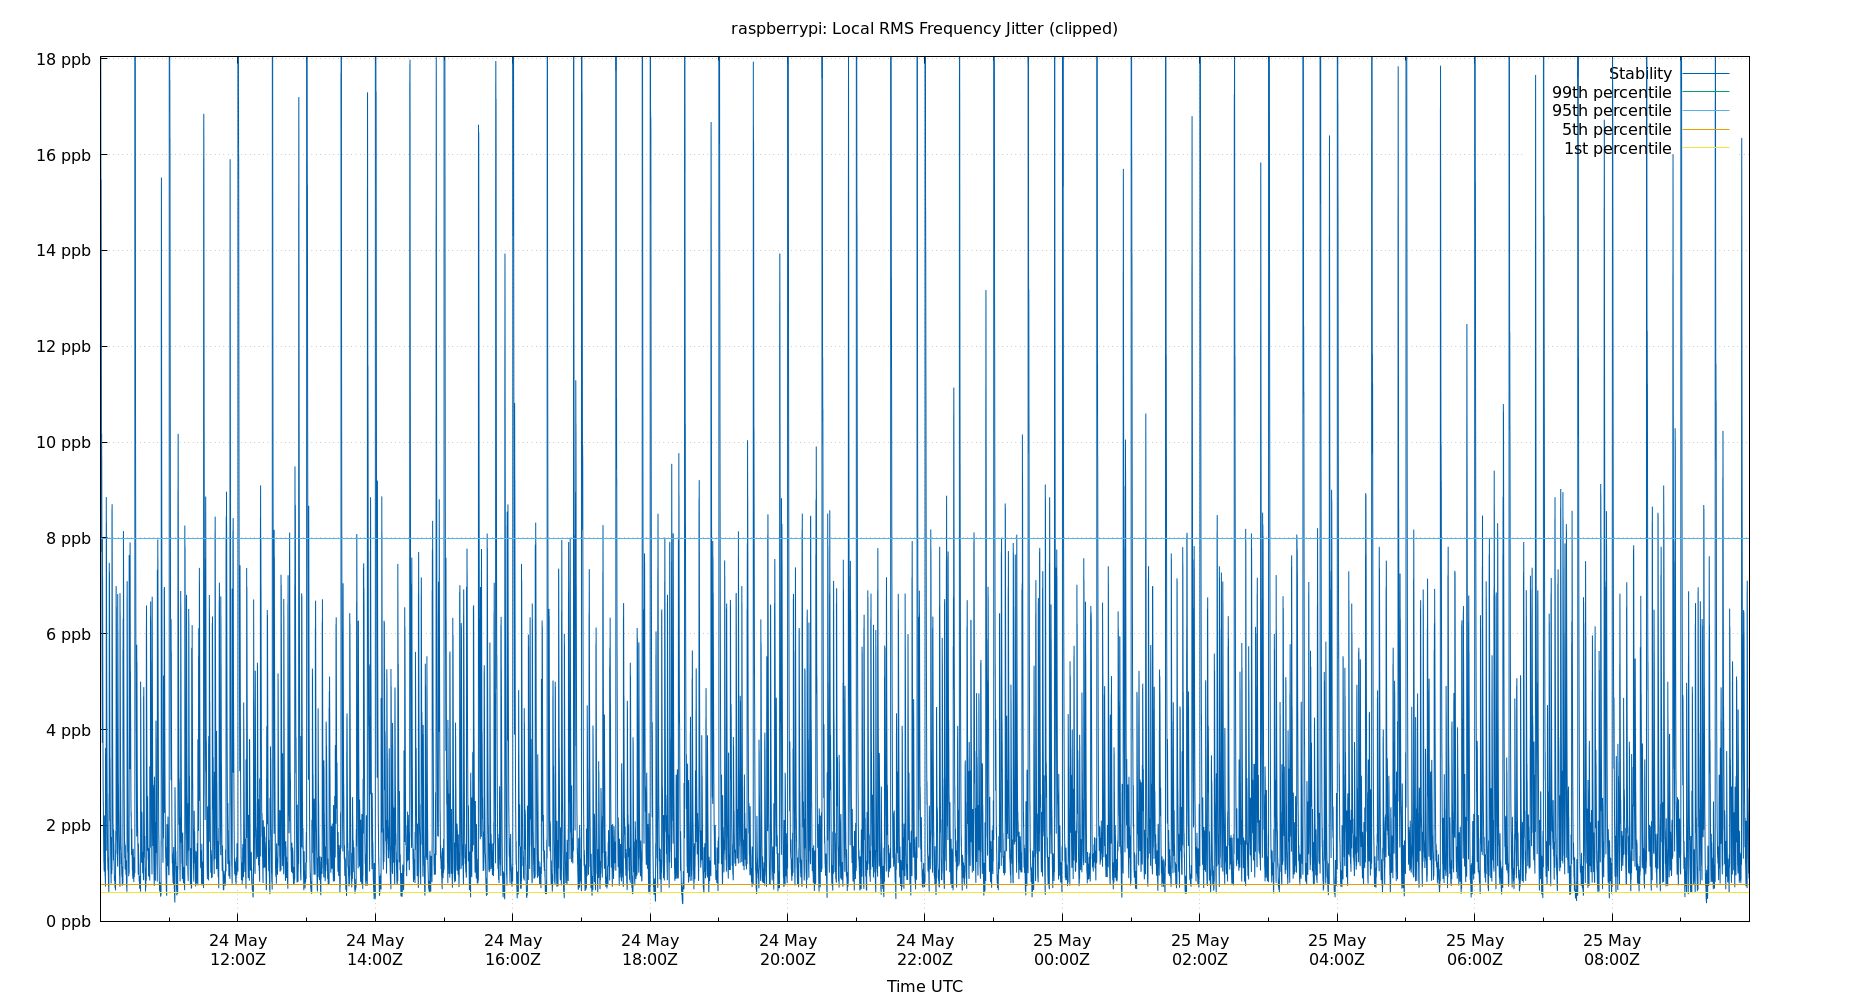 raspberrypi: Local RMS Frequency Jitter (clipped)
18 ppb
16 ppb
14 ppb
12 ppb
10 ppb
8 ppb
6 ppb
4 ppb
2 ppb
0 ppb
Stability
99th percentile
95th percentile
5th percentile
1st percentile
24 May 24 May 24 May 24 May 24 May 24 May 25 May 25 May 25 May 25 May 25 May
12:00Z 14:00Z 16:00Z 18:00Z 20:00Z 22:00Z 00:00Z 02:00Z 04:00Z 06:00Z 08:00Z
Time UTC